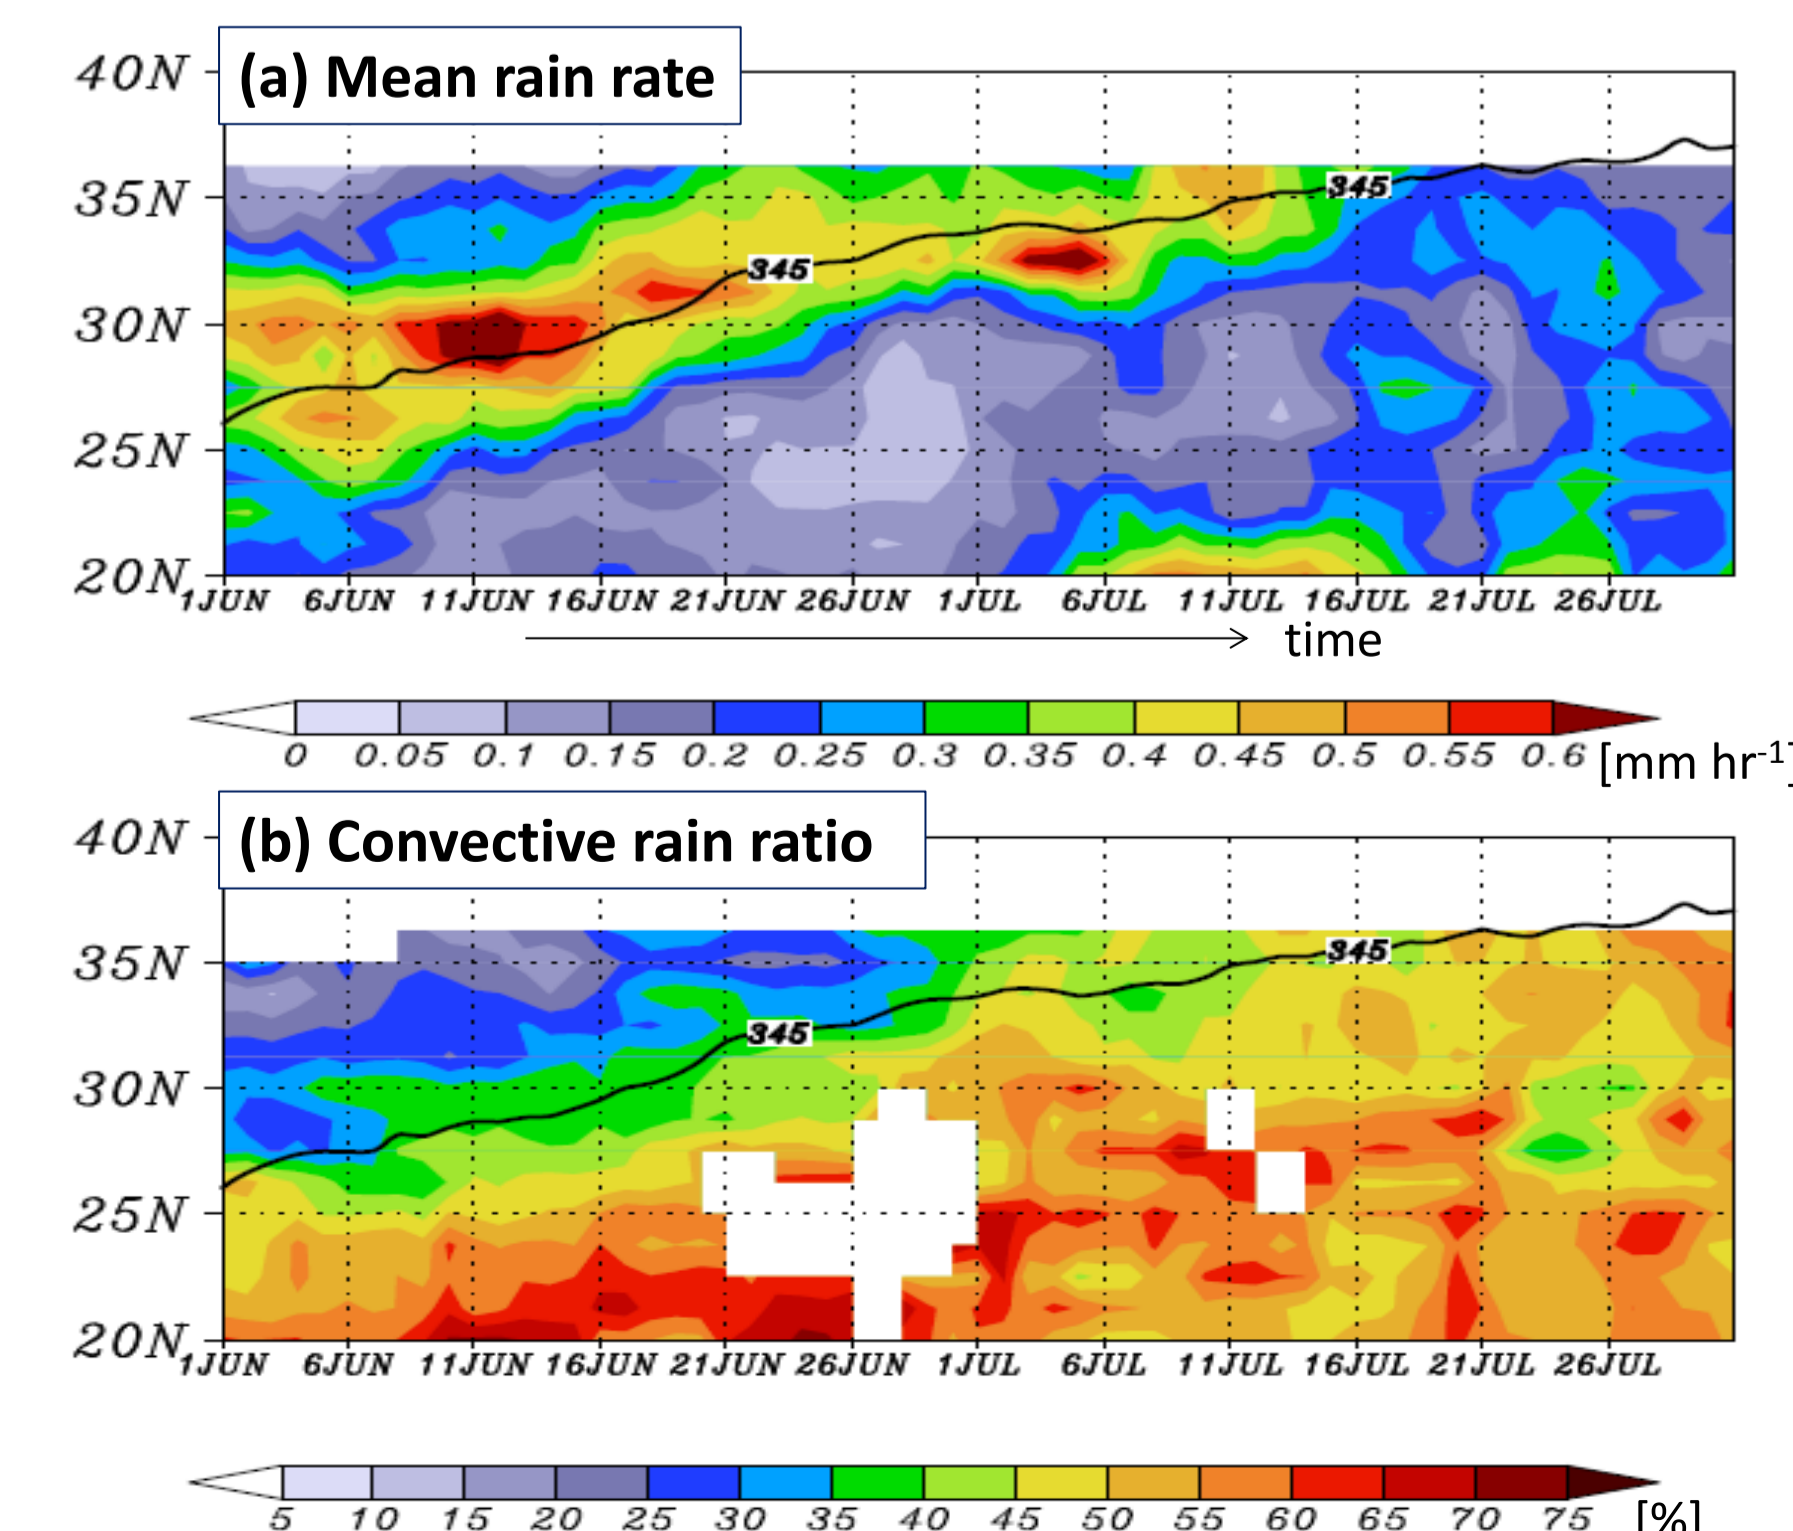 (a) Mean rain rate
40N
35N
30N
25N
20N
345
345
1JUN 6JUN 11JUN 16JUN 21JUN 26JUN 1JUL 6JUL 11JUL 16JUL 21JUL 26JUL
time
0 0.05 0.1 0.15 0.2 0.25 0.3 0.35 0.4 0.45 0.5 0.55 0.6 [mm hr-1]
(b) Convective rain ratio
40N
35N
30N
25N
20N
345
345
1JUN 6JUN 11JUN 16JUN 21JUN 26JUN 1JUL 6JUL 11JUL 16JUL 21JUL 26JUL
5 10 15 20 25 30 35 40 45 50 55 60 65 70 75 [%]